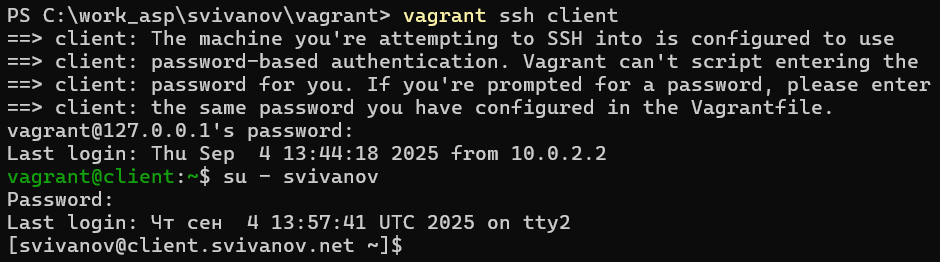 PS C:\work_asp\svivanov\vagrant> vagrant ssh client
==> client: The machine you're attempting to SSH into is configured to use
==> client: password-based authentication. Vagrant can't script entering the
==> client: password for you. If you're prompted for a password, please enter
==> client: the same password you have configured in the Vagrantfile.
vagrant@127.0.0.1's password:
Last login: Thu Sep  4 13:44:18 2025 from 10.0.2.2
vagrant@client:~$ su - svivanov
Password:
Last login: Чт сен  4 13:57:41 UTC 2025 on tty2
[svivanov@client.svivanov.net ~]$